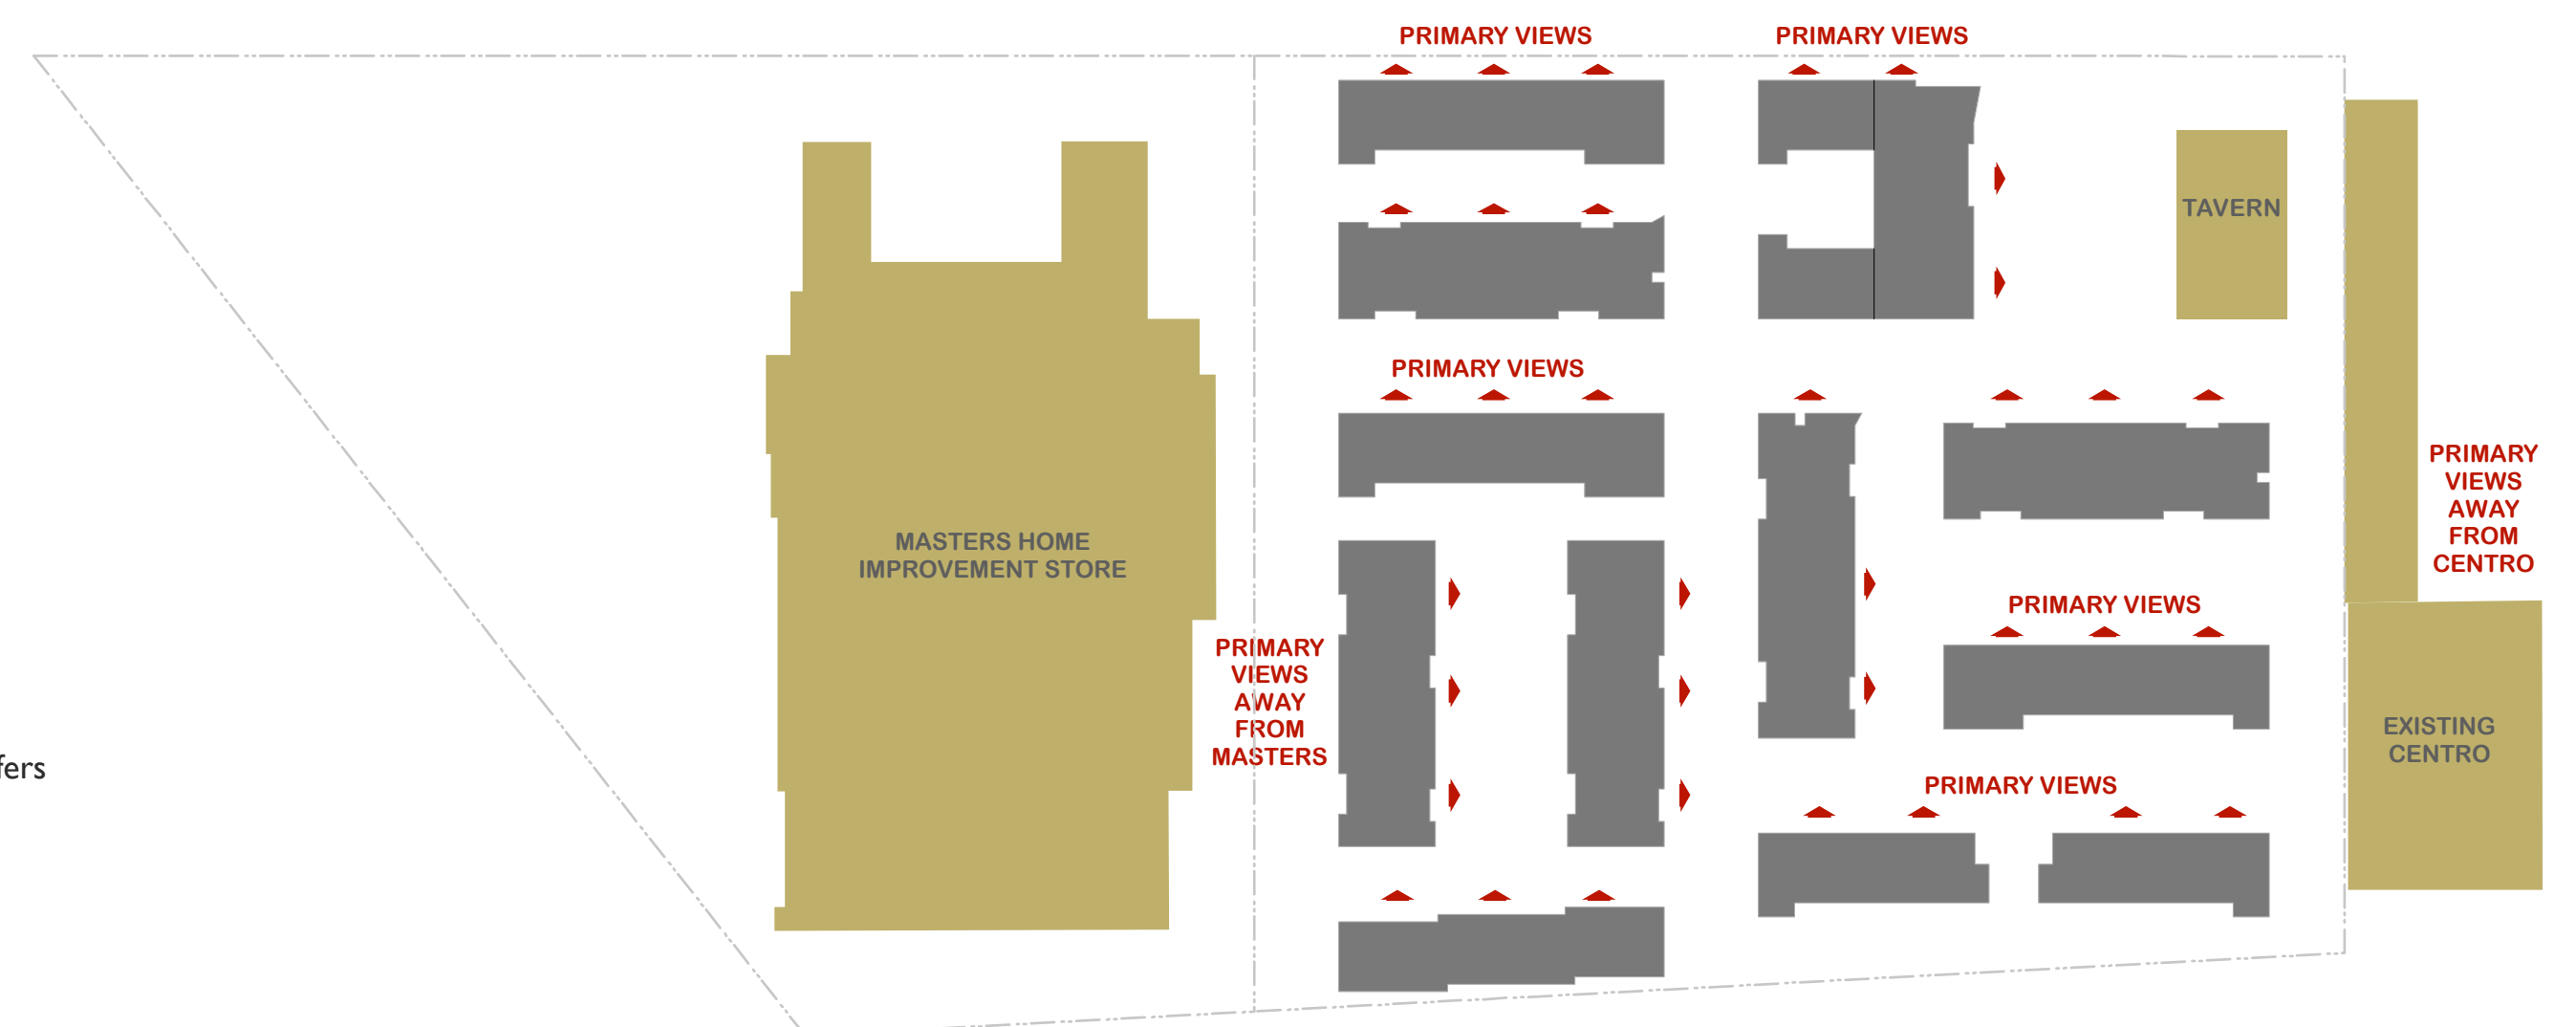 PRIMARY VIEWS
PRIMARY VIEWS
TAVERN
PRIMARY VIEWS
PRIMARY
VIEWS
AWAY
FROM
CENTRO
MASTERS HOME
IMPROVEMENT STORE
PRIMARY VIEWS
PRIMARY
VIEWS
AWAY
FROM
MASTERS
EXISTING
CENTRO
fers
PRIMARY VIEWS